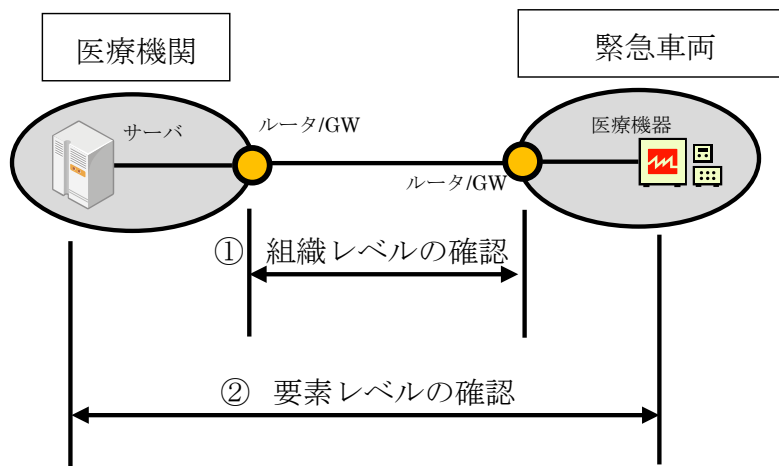 医療機関
緊急車両
サーバ
ルータ/GW
医療機器
ルータ/GW
① 組織レベルの確認
② 要素レベルの確認